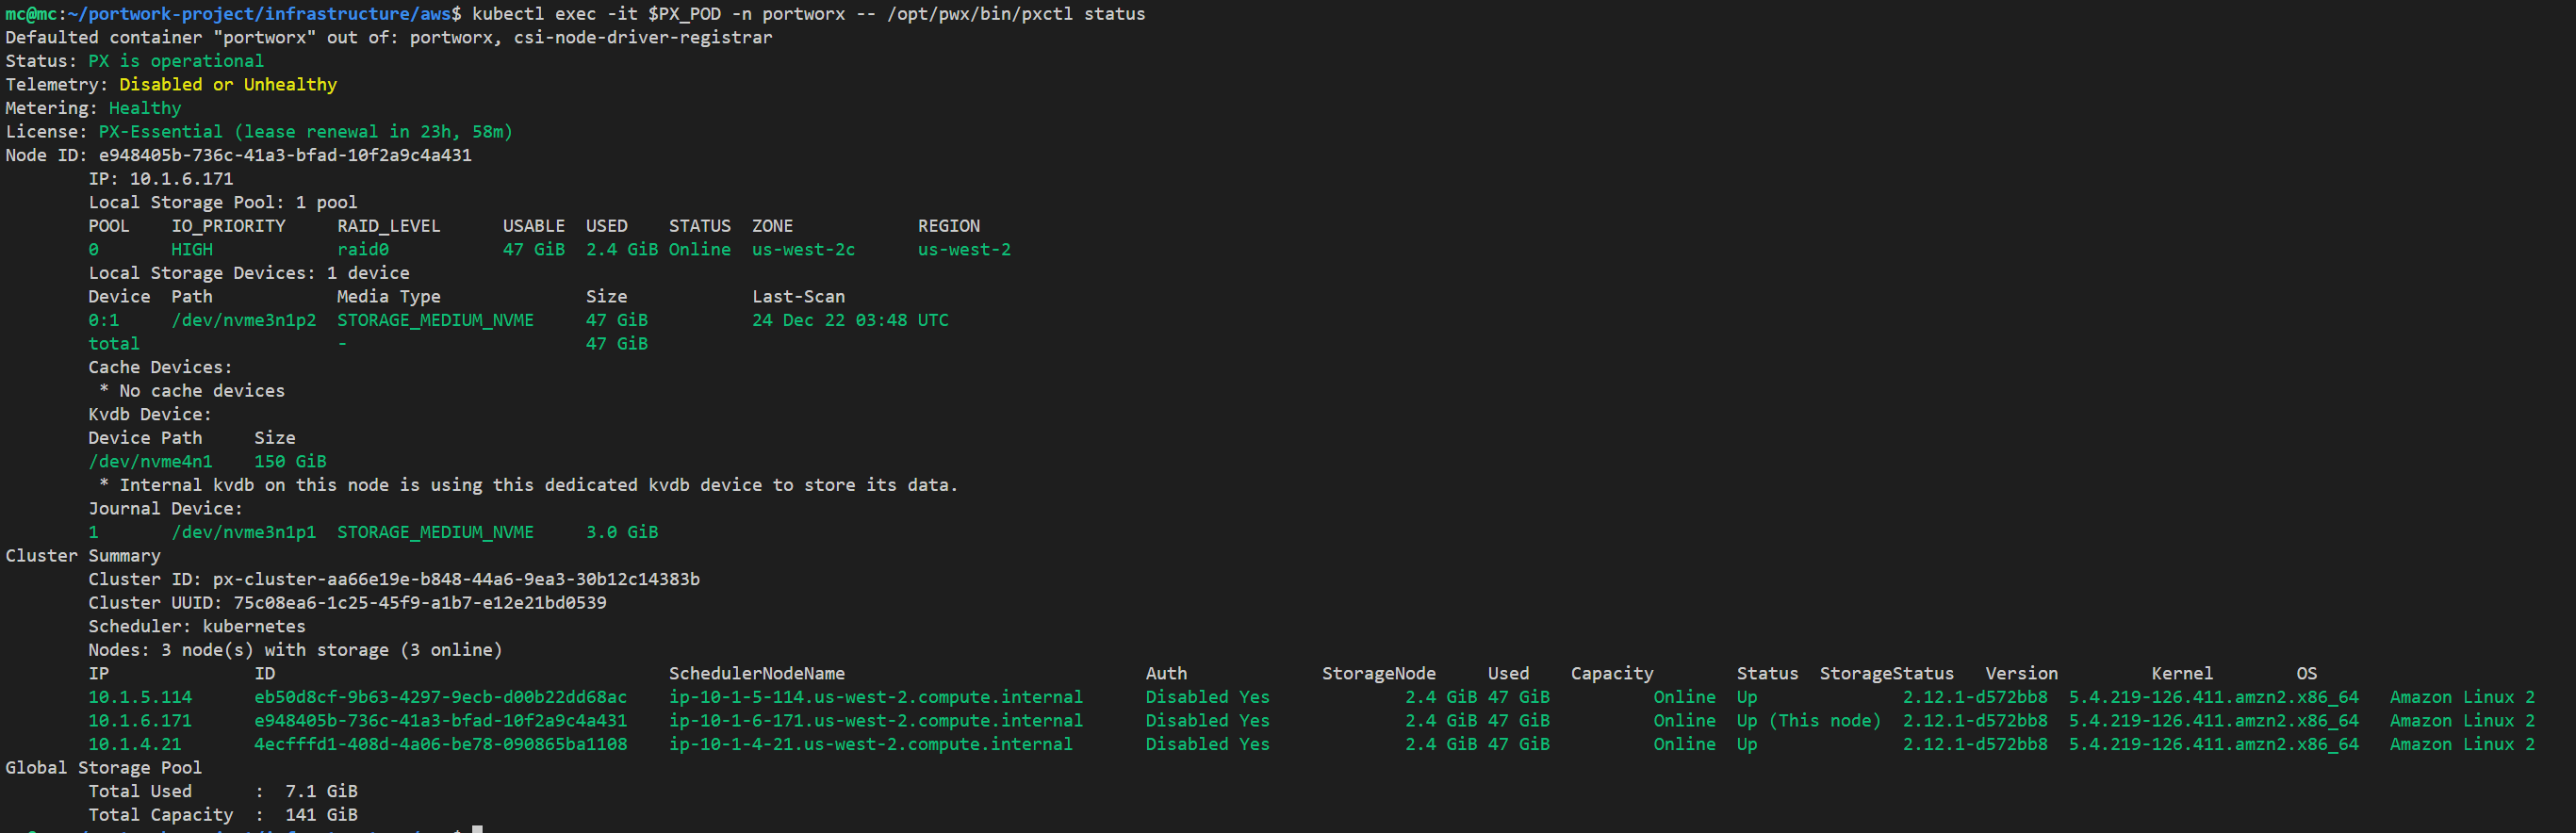 mc@mc:~/portwork-project/infrastructure/aws$ kubectl exec -it $PX_POD -n portworx -- /opt/pwx/bin/pxctl status
Defaulted container "portworx" out of: portworx, csi-node-driver-registrar
Status: PX is operational
Telemetry: Disabled or Unhealthy
Metering: Healthy
License: PX-Essential (lease renewal in 23h, 58m)
Node ID: e948405b-736c-41a3-bfad-10f2a9c4a431
IP: 10.1.6.171
Local Storage Pool: 1 pool
POOL IO_PRIORITY RAID_LEVEL USABLE USED STATUS ZONE REGION
0 HIGH raid0 47 GiB 2.4 GiB Online us-west-2c us-west-2
Local Storage Devices: 1 device
Device Path Media Type Size Last-Scan
0:1 /dev/nvme3n1p2 STORAGE_MEDIUM_NVME 47 GiB 24 Dec 22 03:48 UTC
total - 47 GiB
Cache Devices:
* No cache devices
Kvdb Device:
Device Path Size
/dev/nvme4n1 150 GiB
* Internal kvdb on this node is using this dedicated kvdb device to store its data.
Journal Device:
1 /dev/nvme3n1p1 STORAGE_MEDIUM_NVME 3.0 GiB
Cluster Summary
Cluster ID: px-cluster-aa66e19e-b848-44a6-9ea3-30b12c14383b
Cluster UUID: 75c08ea6-1c25-45f9-a1b7-e12e21bd0539
Scheduler: kubernetes
Nodes: 3 node(s) with storage (3 online)
IP ID SchedulerNodeName Auth StorageNode Used Capacity Status StorageStatus Version Kernel OS
10.1.5.114 eb50d8cf-9b63-4297-9ecb-d00b22dd68ac ip-10-1-5-114.us-west-2.compute.internal Disabled Yes 2.4 GiB 47 GiB Online Up 2.12.1-d572bb8 5.4.219-126.411.amzn2.x86_64 Amazon Linux 2
10.1.6.171 e948405b-736c-41a3-bfad-10f2a9c4a431 ip-10-1-6-171.us-west-2.compute.internal Disabled Yes 2.4 GiB 47 GiB Online Up (This node) 2.12.1-d572bb8 5.4.219-126.411.amzn2.x86_64 Amazon Linux 2
10.1.4.21 4ecfffd1-408d-4a06-be78-090865ba1108 ip-10-1-4-21.us-west-2.compute.internal Disabled Yes 2.4 GiB 47 GiB Online Up 2.12.1-d572bb8 5.4.219-126.411.amzn2.x86_64 Amazon Linux 2
Global Storage Pool
Total Used : 7.1 GiB
Total Capacity : 141 GiB